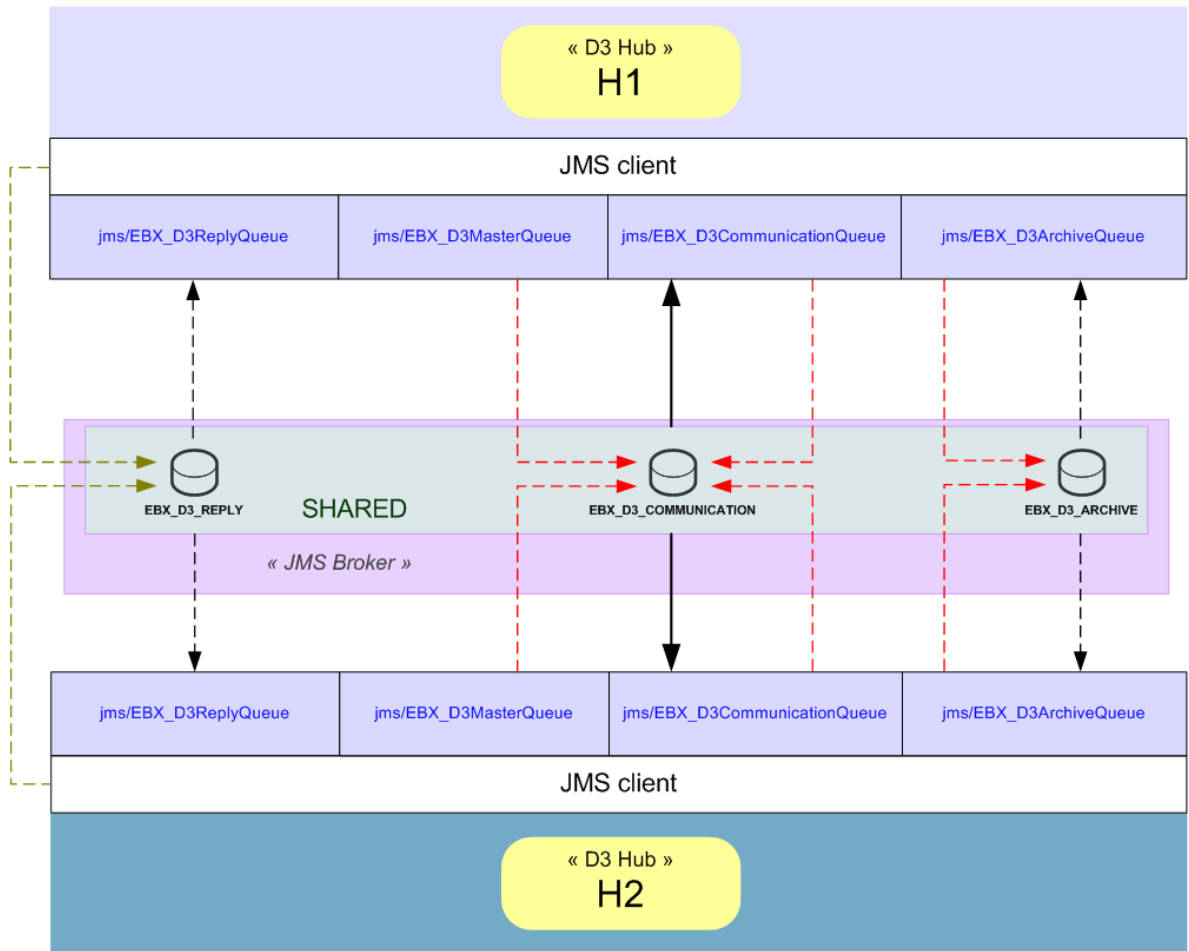 « D3 Hub »
H1
JMS client
jms/EBX_D3ReplyQueue
jms/EBX_D3MasterQueue
jms/EBX_D3CommunicationQueue
jms/EBX_D3ArchiveQueue
EBX_D3_REPLY
SHARED
EBX_D3_COMMUNICATION
EBX_D3_ARCHIVE
« JMS Broker »
jms/EBX_D3ReplyQueue
jms/EBX_D3MasterQueue
jms/EBX_D3CommunicationQueue
jms/EBX_D3ArchiveQueue
JMS client
« D3 Hub »
H2